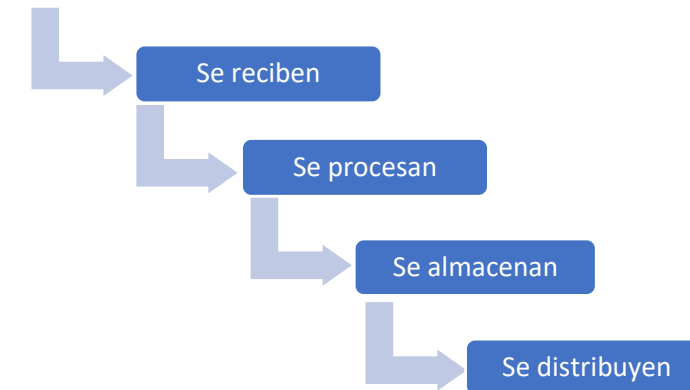 Se reciben
Se procesan
Se almacenan
Se distribuyen